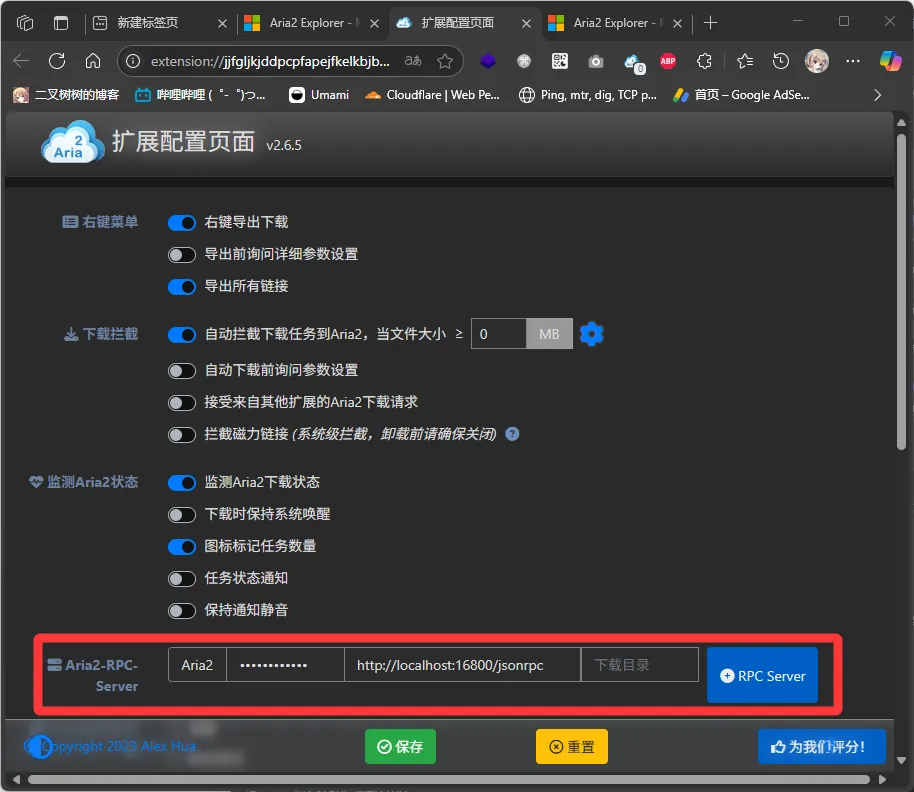 新建标签页
Aria2 Explorer - M
扩展配置页面
Aria2 Explorer - M
extension://jjfgljkjddpcpfapejfkelkbjb...
aあ
0
ABP
二叉树树的博客
哔哩哔哩 ( ゜- ゜)つ...
Umami
Cloudflare | Web Pe...
Ping, mtr, dig, TCP p...
首页 – Google AdSe...
2
Aria
扩展配置页面 v2.6.5
右键菜单
右键导出下载
导出前询问详细参数设置
导出所有链接
下载拦截
自动拦截下载任务到Aria2，当文件大小 ≥ 0 MB
自动下载前询问参数设置
接受来自其他扩展的Aria2下载请求
拦截磁力链接 (系统级拦截，卸载前请确保关闭) ?
监测Aria2状态
监测Aria2下载状态
下载时保持系统唤醒
图标标记任务数量
任务状态通知
保持通知静音
Aria2-RPC-
Server
Aria2
••••••••••••
http://localhost:16800/jsonrpc
下载目录
RPC Server
Copyright 2023 Alex Hua
保存
重置
为我们评分！